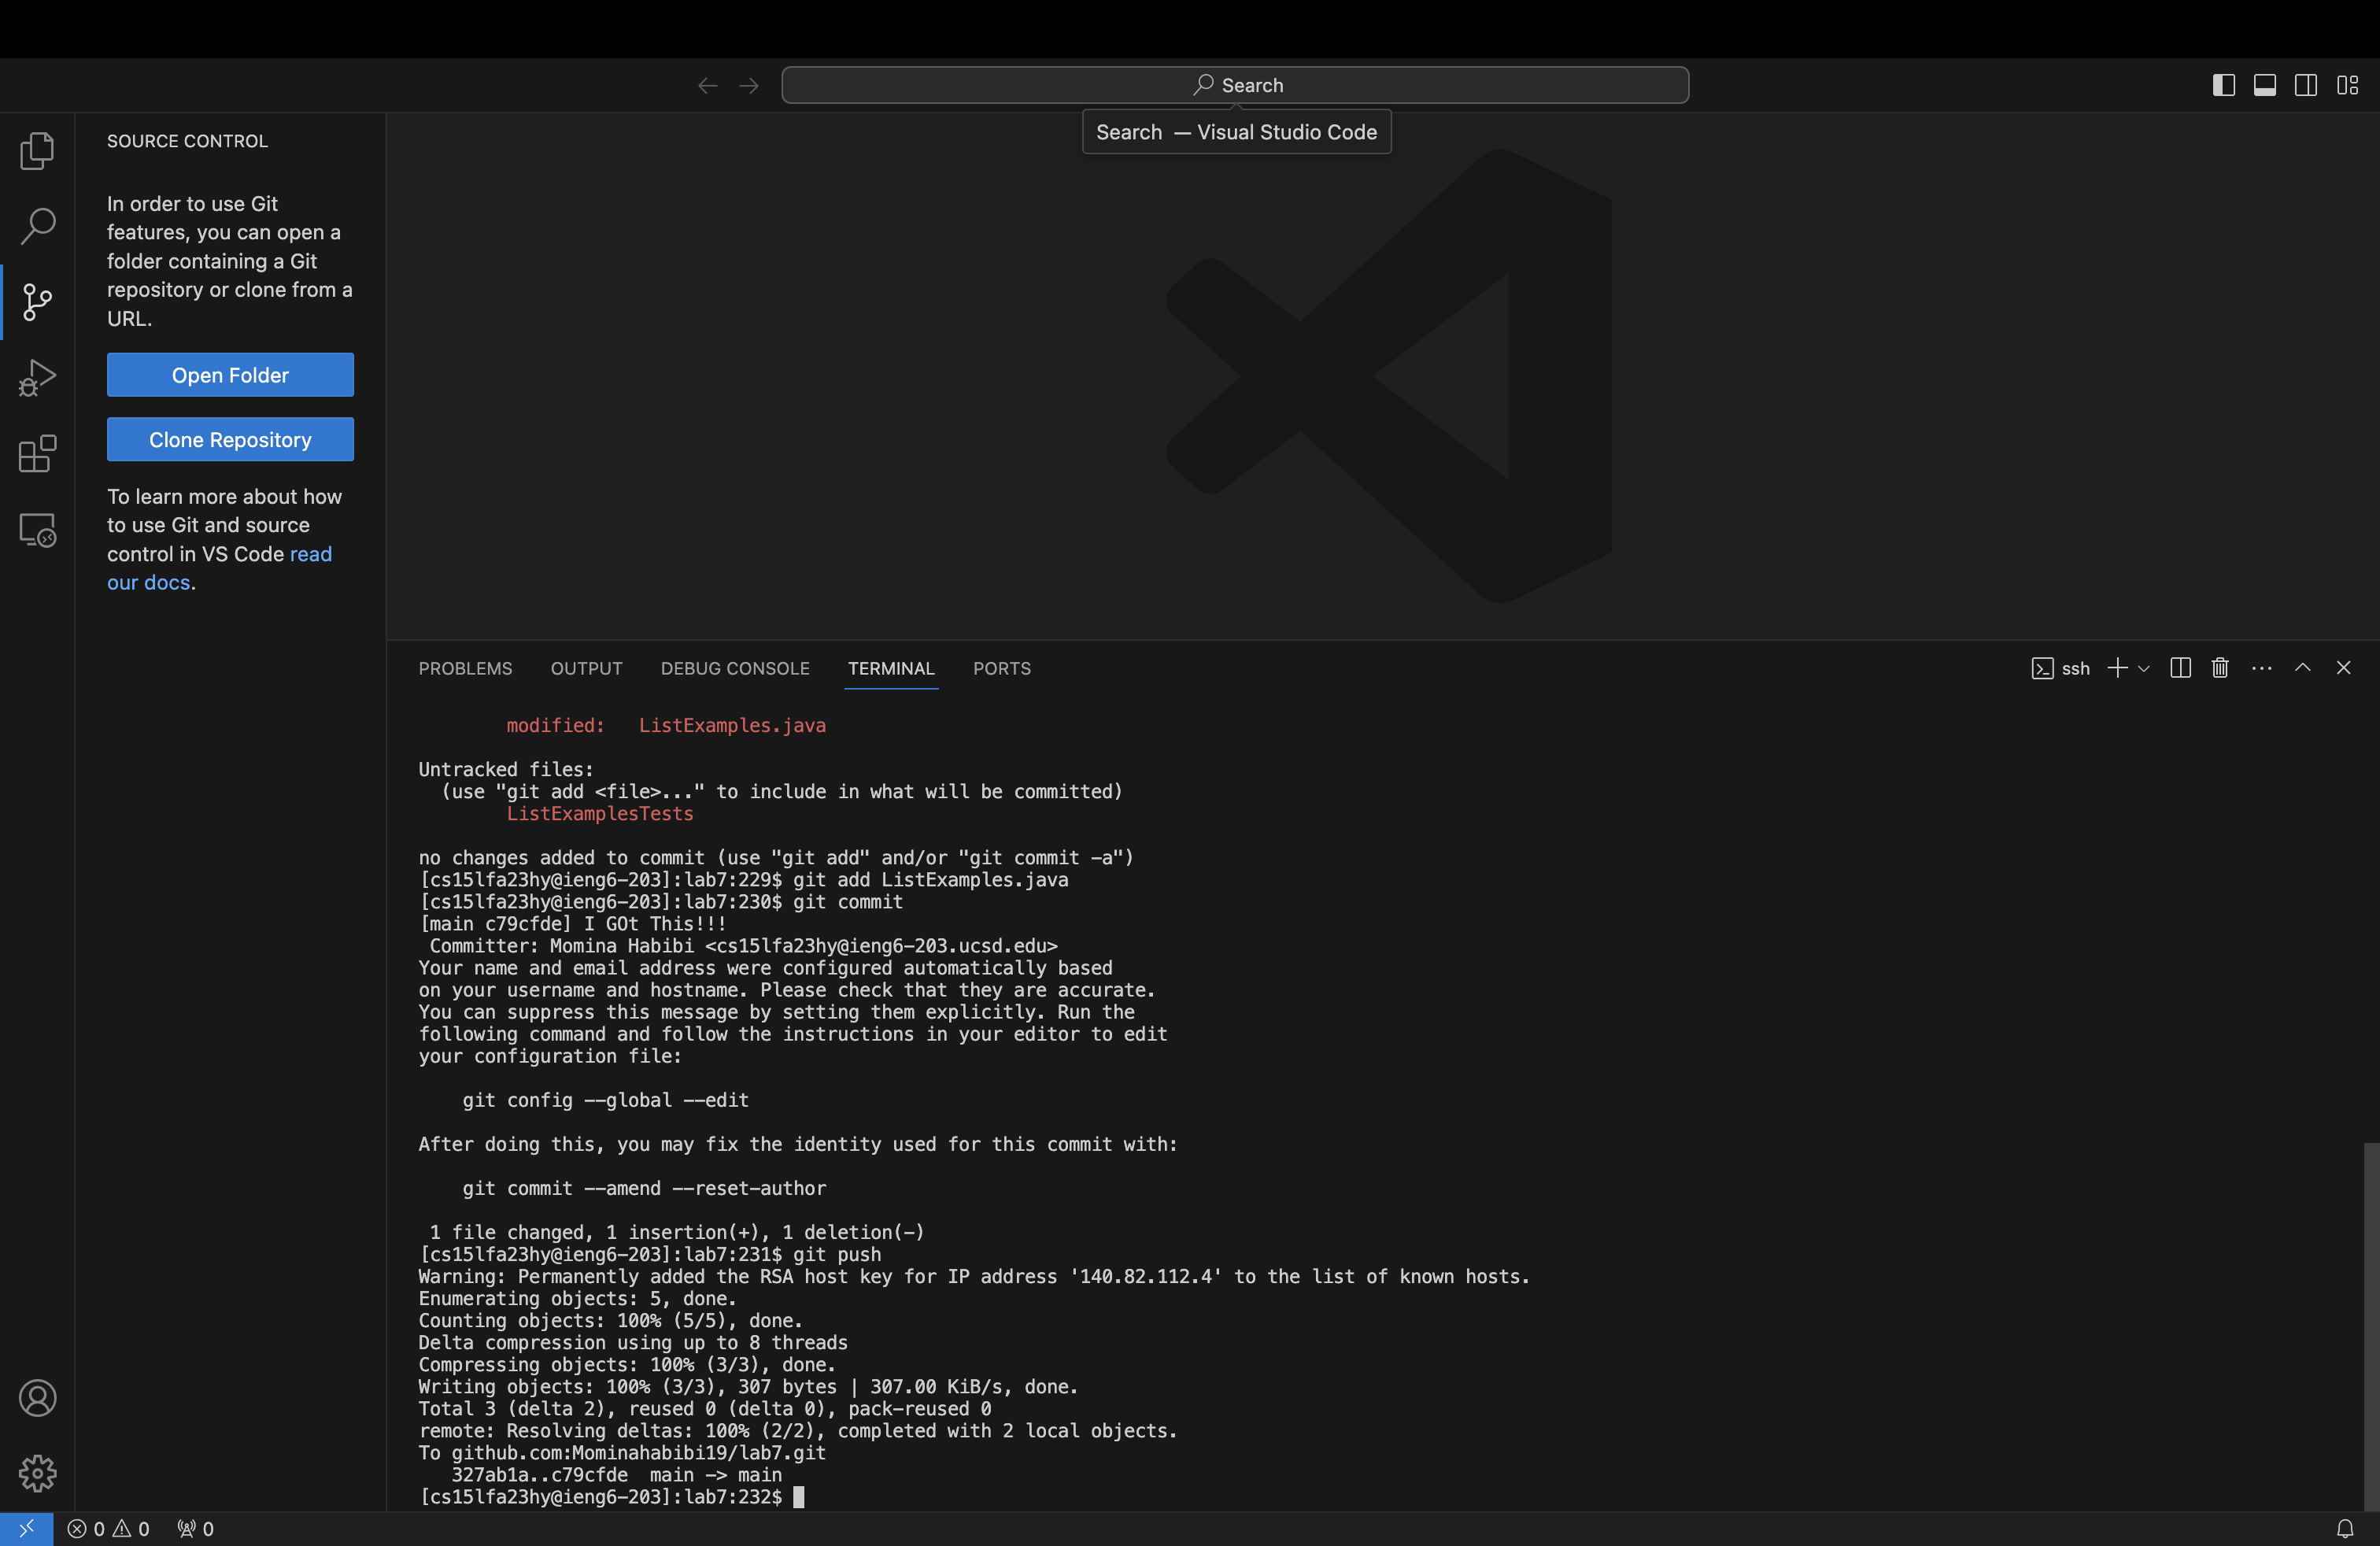 Search
Search — Visual Studio Code
SOURCE CONTROL
In order to use Git
features, you can open a
folder containing a Git
repository or clone from a
URL.
Open Folder
Clone Repository
To learn more about how
to use Git and source
control in VS Code read
our docs.
PROBLEMS OUTPUT DEBUG CONSOLE TERMINAL PORTS
ssh
modified:   ListExamples.java
Untracked files:
(use "git add <file>..." to include in what will be committed)
ListExamplesTests
no changes added to commit (use "git add" and/or "git commit -a")
[cs15lfa23hy@ieng6-203]:lab7:229$ git add ListExamples.java
[cs15lfa23hy@ieng6-203]:lab7:230$ git commit
[main c79cfde] I GOt This!!!
Committer: Momina Habibi <cs15lfa23hy@ieng6-203.ucsd.edu>
Your name and email address were configured automatically based
on your username and hostname. Please check that they are accurate.
You can suppress this message by setting them explicitly. Run the
following command and follow the instructions in your editor to edit
your configuration file:
git config --global --edit
After doing this, you may fix the identity used for this commit with:
git commit --amend --reset-author
1 file changed, 1 insertion(+), 1 deletion(-)
[cs15lfa23hy@ieng6-203]:lab7:231$ git push
Warning: Permanently added the RSA host key for IP address '140.82.112.4' to the list of known hosts.
Enumerating objects: 5, done.
Counting objects: 100% (5/5), done.
Delta compression using up to 8 threads
Compressing objects: 100% (3/3), done.
Writing objects: 100% (3/3), 307 bytes | 307.00 KiB/s, done.
Total 3 (delta 2), reused 0 (delta 0), pack-reused 0
remote: Resolving deltas: 100% (2/2), completed with 2 local objects.
To github.com:Mominahabibi19/lab7.git
327ab1a..c79cfde  main -> main
[cs15lfa23hy@ieng6-203]:lab7:232$
0 0 0